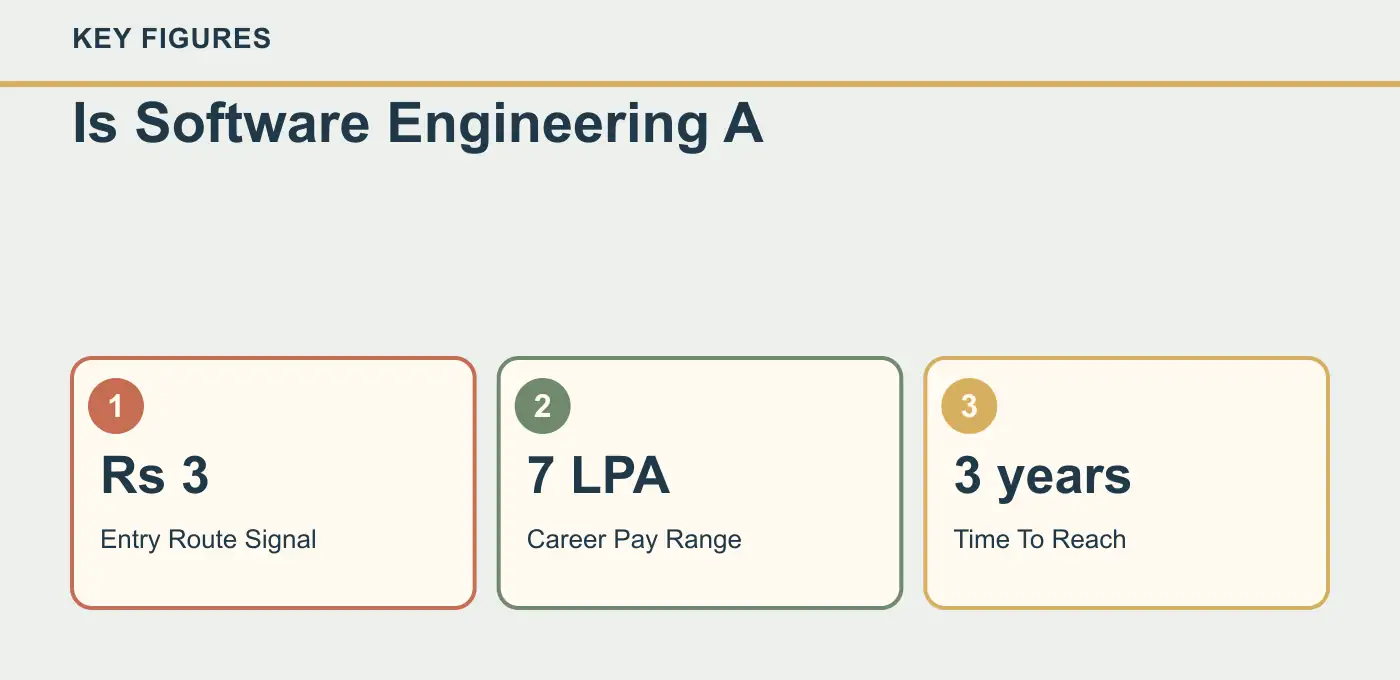 KEY FIGURES
Is Software Engineering A
1
Rs 3
Entry Route Signal
2
7 LPA
Career Pay Range
3
3 years
Time To Reach